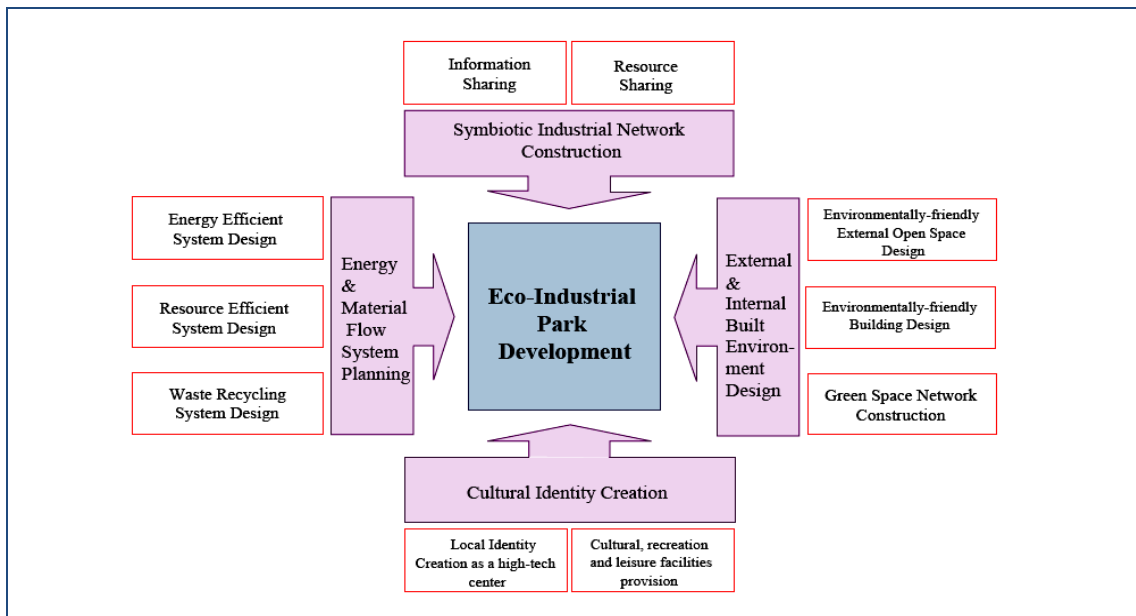 Information
Sharing
Resource
Sharing
Symbiotic Industrial Network
Construction
Energy Efficient
System Design
Resource Efficient
System Design
Waste Recycling
System Design
Energy
&
Material
Flow
System
Planning
Eco-Industrial
Park
Development
External
&
Internal
Built
Environ-
ment
Design
Environmentally-friendly
External Open Space
Design
Environmentally-friendly
Building Design
Green Space Network
Construction
Cultural Identity Creation
Local Identity
Creation as a high-tech
center
Cultural, recreation
and leisure facilities
provision